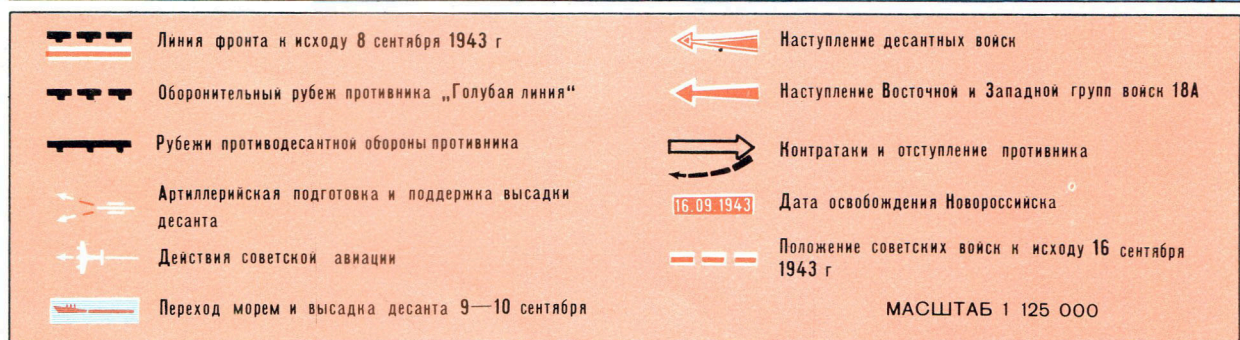 Линия фронта к исходу 8 сентября 1943 г
Оборонительный рубеж противника „Голубая линия“
Рубежи противодесантной обороны противника
Артиллерийская подготовка и поддержка высадки
десанта
Действия советской авиации
Переход морем и высадка десанта 9—10 сентября
Наступление десантных войск
Наступление Восточной и Западной групп войск 18А
Контратаки и отступление противника
16.09.1943 Дата освобождения Новороссийска
Положение советских войск к исходу 16 сентября
1943 г
МАСШТАБ 1 125 000